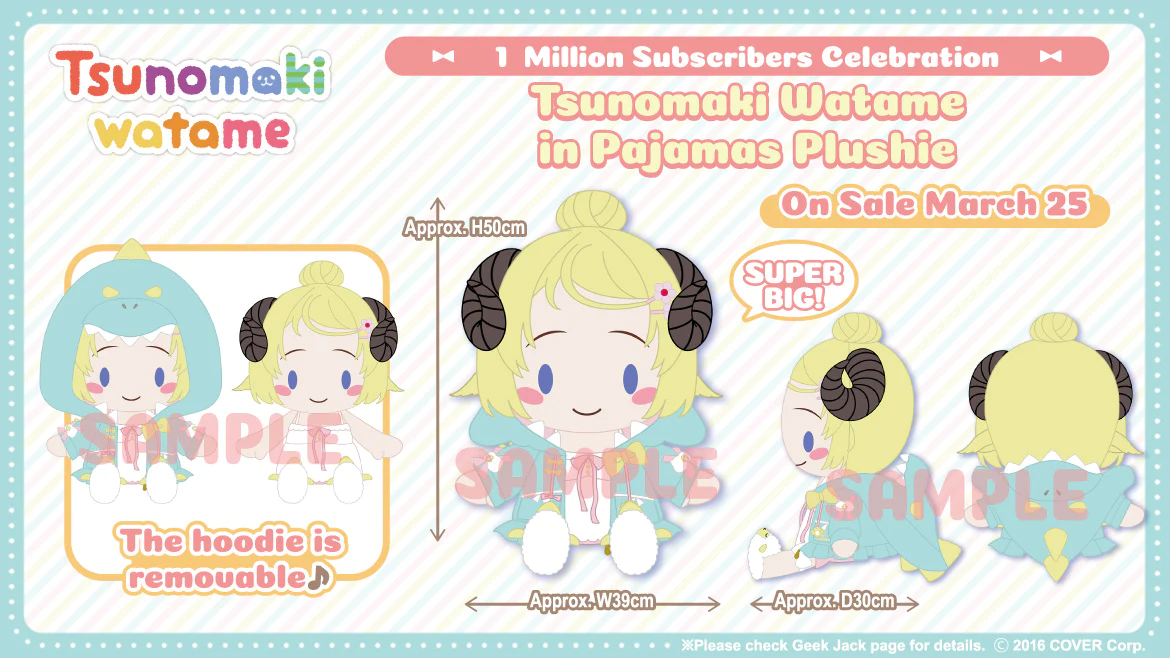 Tsunomaki
watame
1 Million Subscribers Celebration
Tsunomaki Watame
in Pajamas Plushie
On Sale March 25
Approx. H50cm
SUPER
BIG!
SAMPLE
SAMPLE
SAMPLE
The hoodie is
removable♪
Approx. W39cm
Approx. D30cm
※Please check Geek Jack page for details. © 2016 COVER Corp.